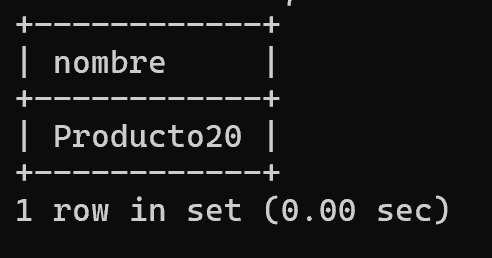 +------------+
| nombre     |
+------------+
| Producto20 |
+------------+
1 row in set (0.00 sec)